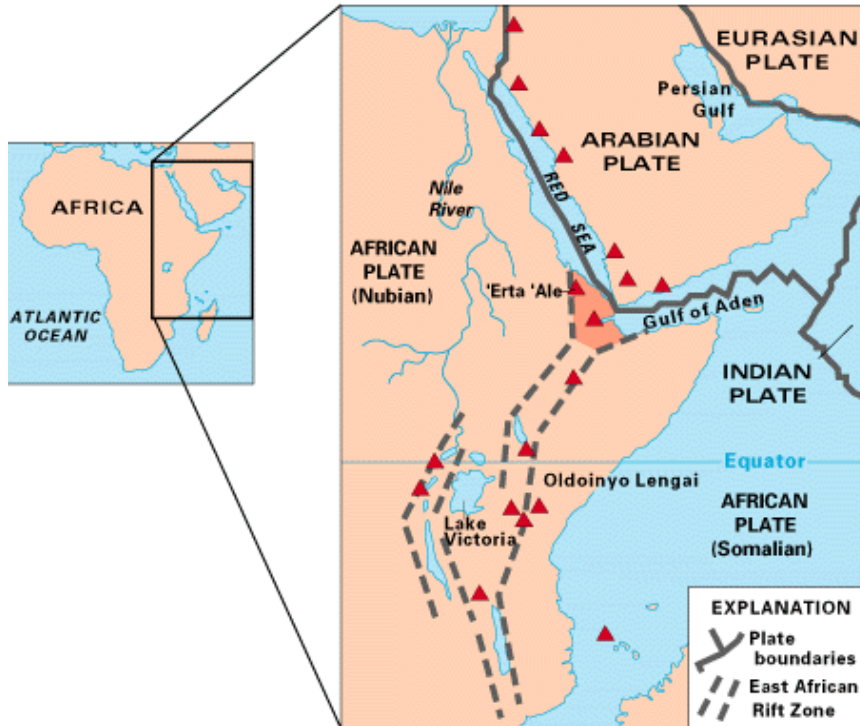 AFRICA
ATLANTIC
OCEAN
EURASIAN
PLATE
Persian
Gulf
ARABIAN
PLATE
RED
SEA
Nile
River
AFRICAN
PLATE
(Nubian)
'Erta 'Ale
Gulf of Aden
INDIAN
PLATE
Equator
Oldoinyo Lengai
Lake
Victoria
AFRICAN
PLATE
(Somalian)
EXPLANATION
Plate
boundaries
East African
Rift Zone